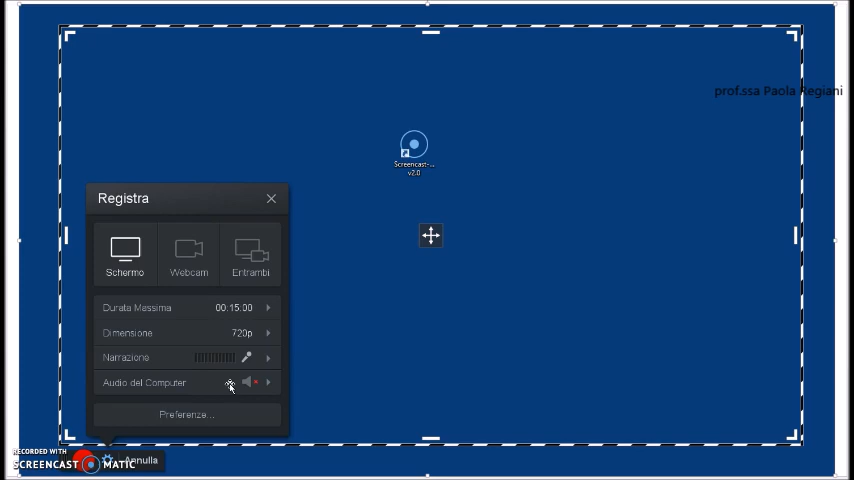 prof.ssa Paola Regiani
Screencast-...
v2.0
Registra
Schermo
Webcam
Entrambi
Durata Massima 00:15:00
Dimensione 720p
Narrazione
Audio del Computer
Preferenze...
Annulla
RECORDED WITH
SCREENCAST MATIC